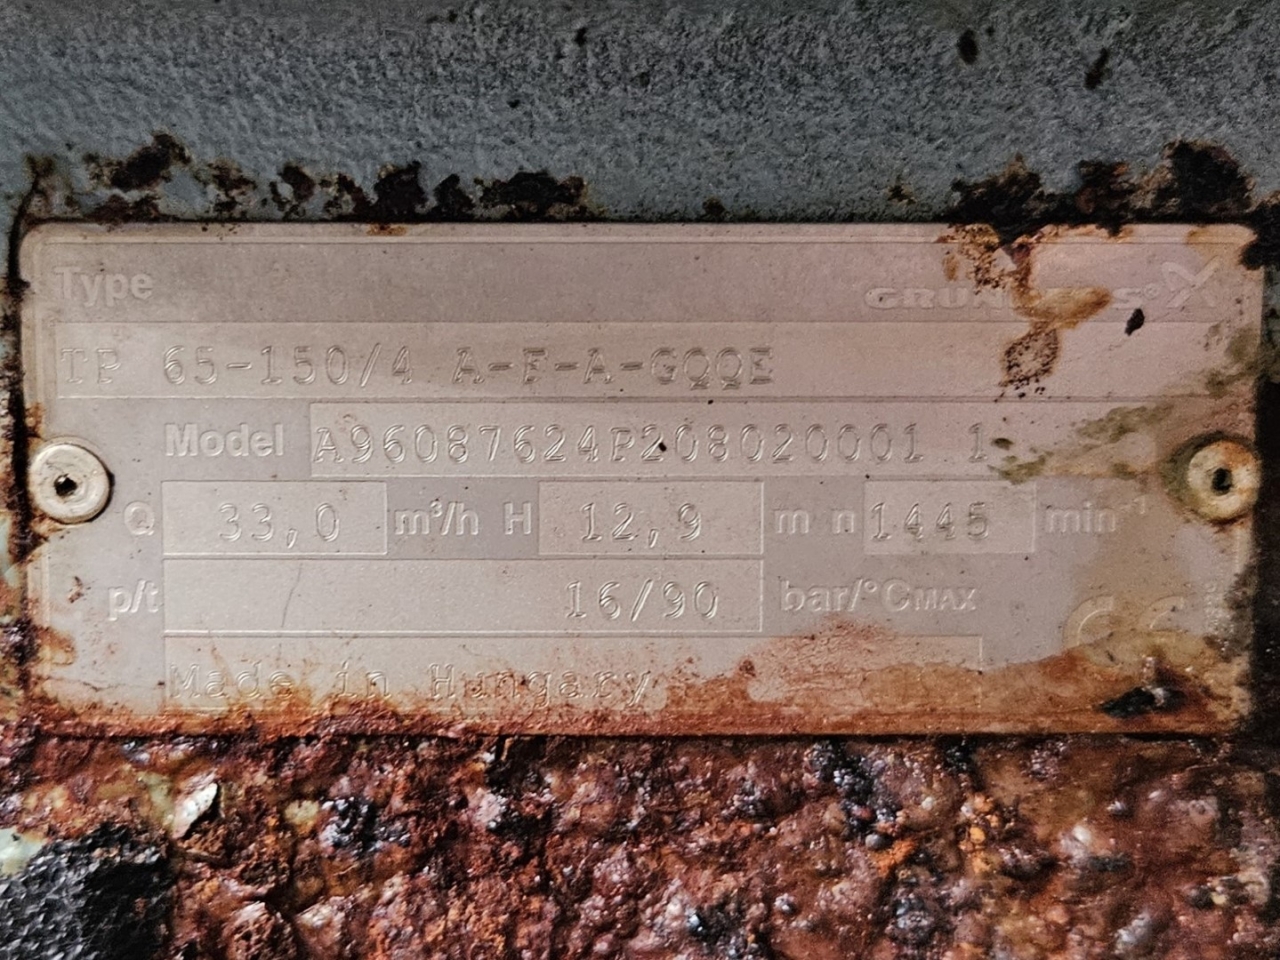 Type GRUNDFOS
TP 65-150/4 A-F-A-GQQE
Model A96087624P208020001 1
Q 33,0 m³/h H 12,9 m n 1445 min⁻¹
p/t 16/90 bar/°CMAX
CE
Made in Hungary